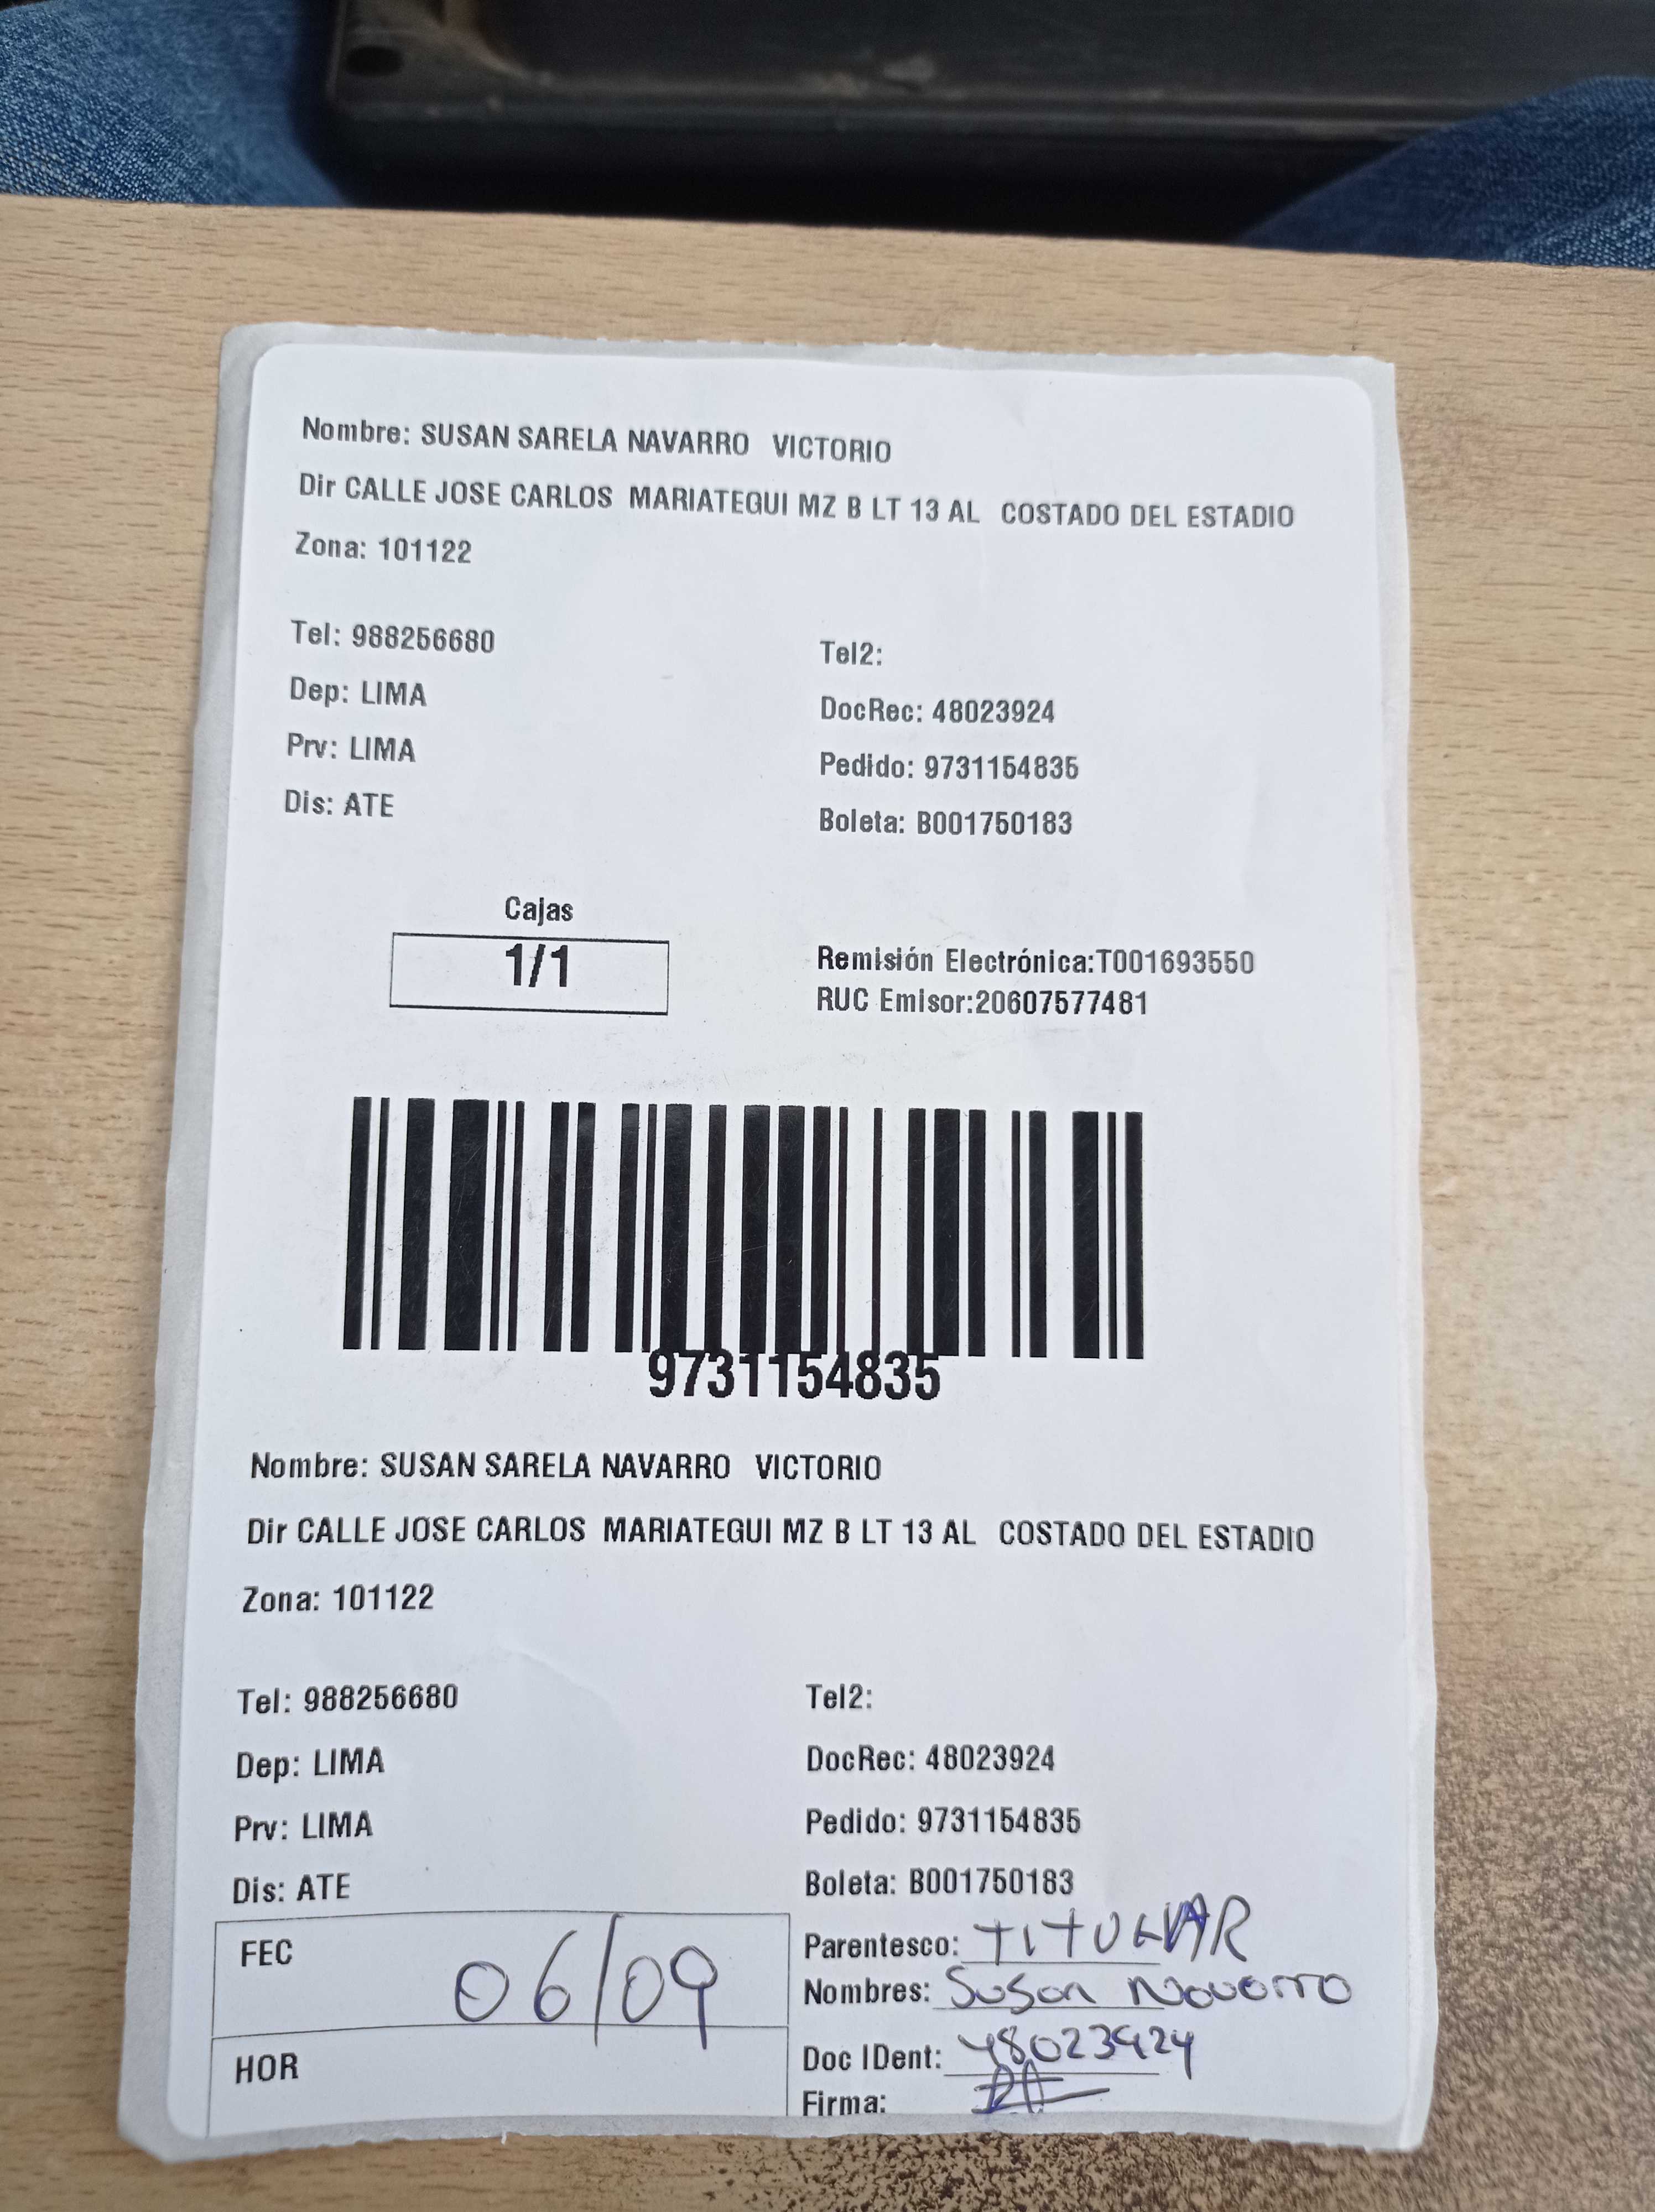 Nombre: SUSAN SARELA NAVARRO VICTORIO
Dir CALLE JOSE CARLOS MARIATEGUI MZ B LT 13 AL COSTADO DEL ESTADIO
Zona: 101122
Tel: 988256680
Tel2:
Dep: LIMA
DocRec: 48023924
Prv: LIMA
Pedido: 9731154835
Dis: ATE
Boleta: B001750183
Cajas
1/1
Remisión Electrónica:T001693550
RUC Emisor:20607577481
9731154835
Nombre: SUSAN SARELA NAVARRO VICTORIO
Dir CALLE JOSE CARLOS MARIATEGUI MZ B LT 13 AL COSTADO DEL ESTADIO
Zona: 101122
Tel: 988256680
Tel2:
Dep: LIMA
DocRec: 48023924
Prv: LIMA
Pedido: 9731154835
Dis: ATE
Boleta: B001750183
FEC 06/09
Parentesco: TITULAR
Nombres: Susan Navarro
HOR
Doc IDent: 48023924
Firma: